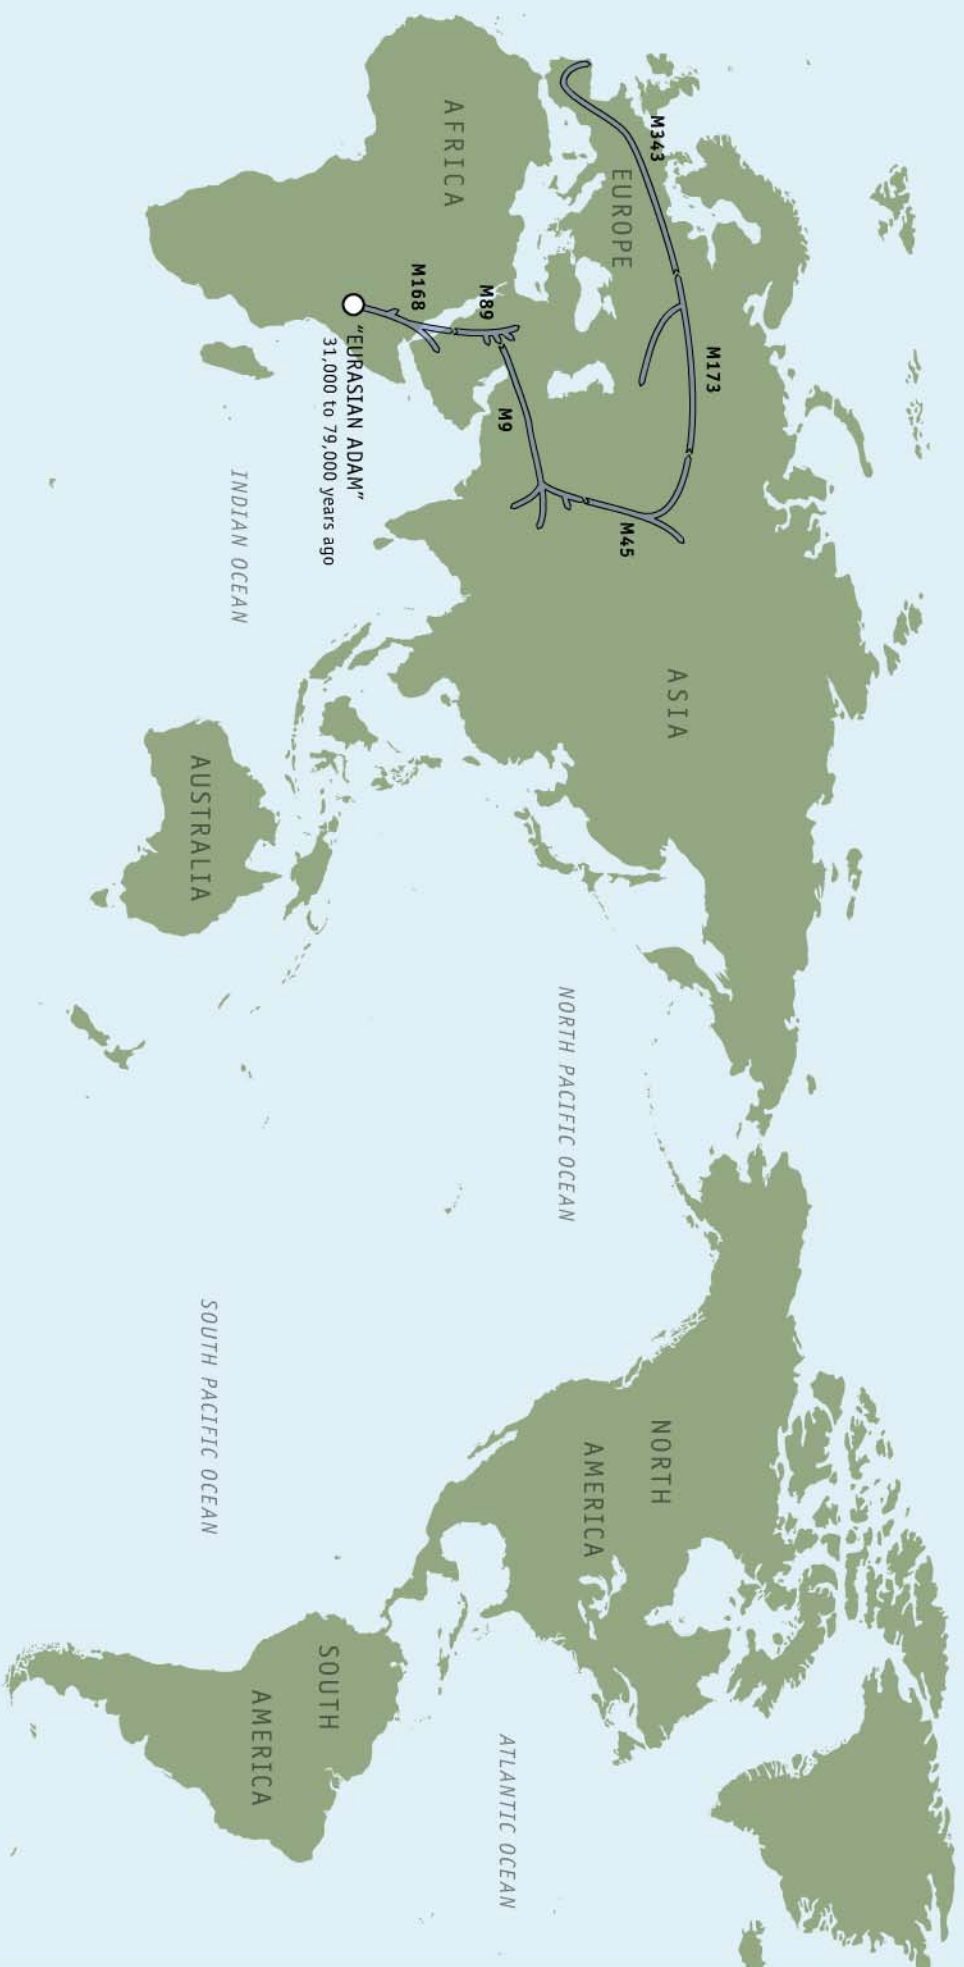 AFRICA
EUROPE
ASIA
M343
M173
M168
M89
M9
M45
"EURASIAN ADAM"
31,000 to 79,000 years ago
INDIAN OCEAN
AUSTRALIA
NORTH PACIFIC OCEAN
SOUTH PACIFIC OCEAN
NORTH
AMERICA
SOUTH
AMERICA
ATLANTIC OCEAN